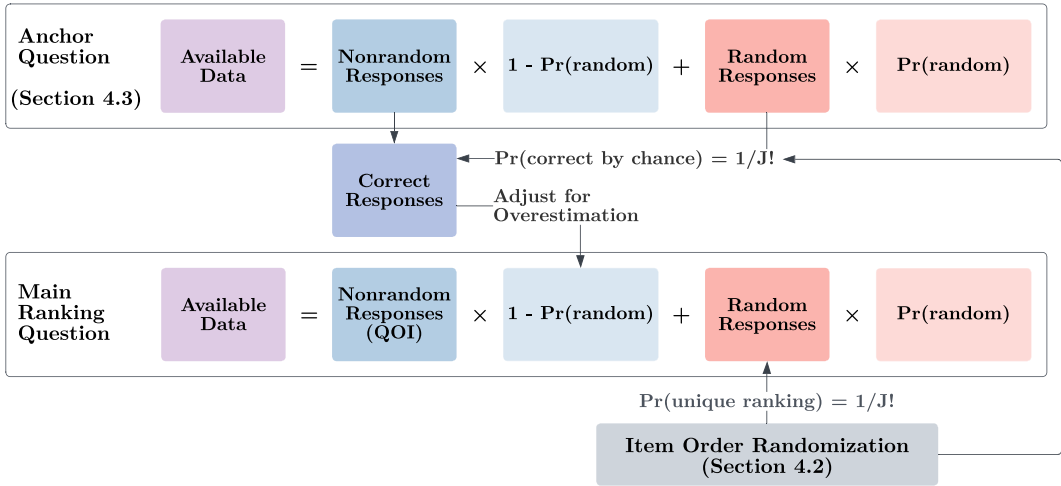 Anchor
Question
(Section 4.3)
Available
Data
=
Nonrandom
Responses
×
1 - Pr(random)
+
Random
Responses
×
Pr(random)
Pr(correct by chance) = 1/J!
Correct
Responses
Adjust for
Overestimation
Main
Ranking
Question
Available
Data
=
Nonrandom
Responses
(QOI)
×
1 - Pr(random)
+
Random
Responses
×
Pr(random)
Pr(unique ranking) = 1/J!
Item Order Randomization
(Section 4.2)